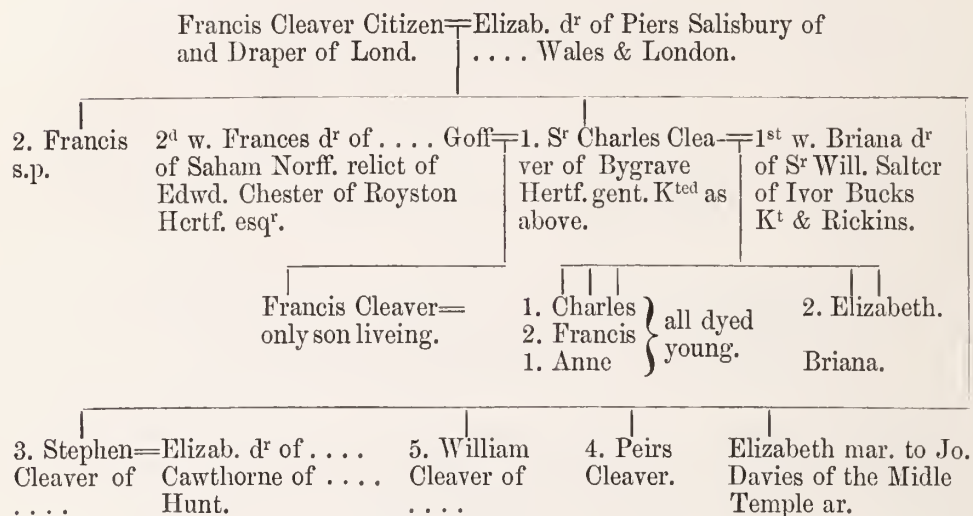 Francis Cleaver Citizen=Elizab. dʳ of Piers Salisbury of
and Draper of Lond. . . . . Wales & London.
2. Francis
s.p.
2ᵈ w. Frances dʳ of . . . . Goff=
of Saham Norff. relict of
Edwd. Chester of Royston
Hertf. esqʳ.
1. Sʳ Charles Clea-
ver of Bygrave
Hertf. gent. Kᵗᵉᵈ as
above.
=1ˢᵗ w. Briana dʳ
of Sʳ Will. Salter
of Ivor Bucks
Kᵗ & Rickins.
Francis Cleaver=
only son liveing.
1. Charles
2. Francis
1. Anne
} all dyed
young.
2. Elizabeth.
Briana.
3. Stephen=
Cleaver of
. . . .
Elizab. dʳ of . . . .
Cawthorne of . . . .
Hunt.
5. William
Cleaver of
. . . .
4. Peirs
Cleaver.
Elizabeth mar. to Jo.
Davies of the Midle
Temple ar.